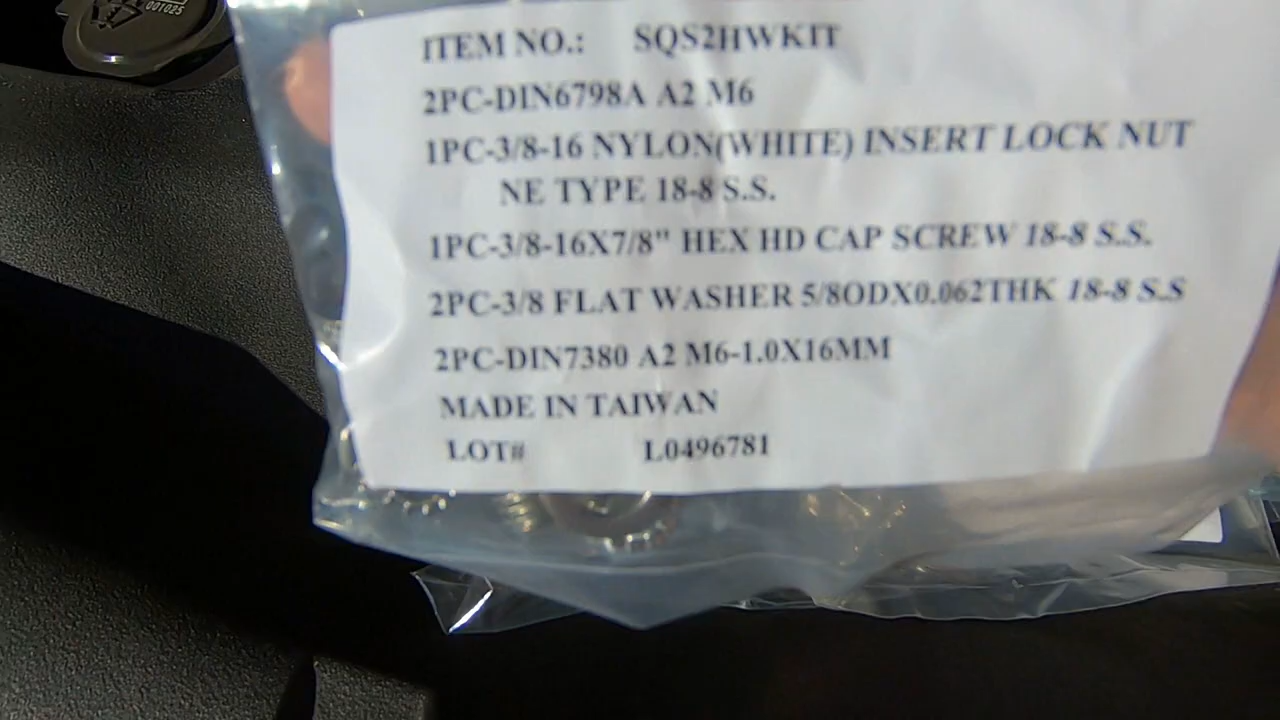 001025
ITEM NO.: SQS2HWKIT
2PC-DIN6798A A2 M6
1PC-3/8-16 NYLON(WHITE) INSERT LOCK NUT
NE TYPE 18-8 S.S.
1PC-3/8-16X7/8" HEX HD CAP SCREW 18-8 S.S.
2PC-3/8 FLAT WASHER 5/8ODX0.062THK 18-8 S.S
2PC-DIN7380 A2 M6-1.0X16MM
MADE IN TAIWAN
LOT# L0496781